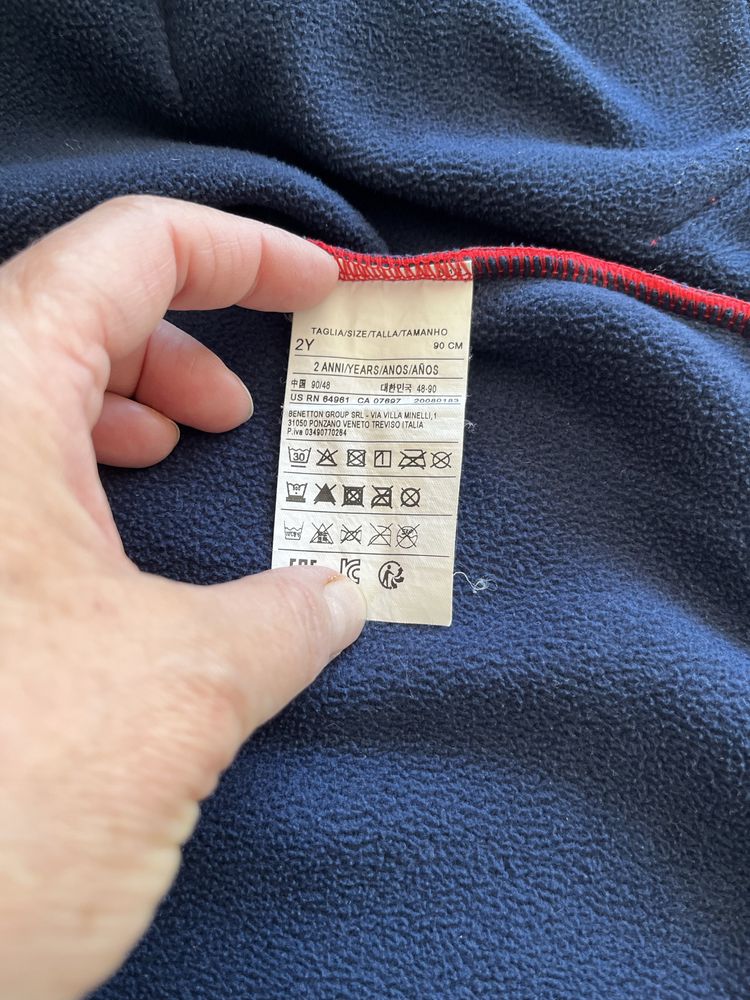 TAGLIA/SIZE/TALLA/TAMANHO
2Y 90 CM
2 ANNI/YEARS/ANOS/AÑOS
中国 90/48 대한민국 48-90
US RN 64961 CA 07697 20080183
BENETTON GROUP SRL - VIA VILLA MINELLI,1
31050 PONZANO VENETO TREVISO ITALIA
P.iva 03490770264
30